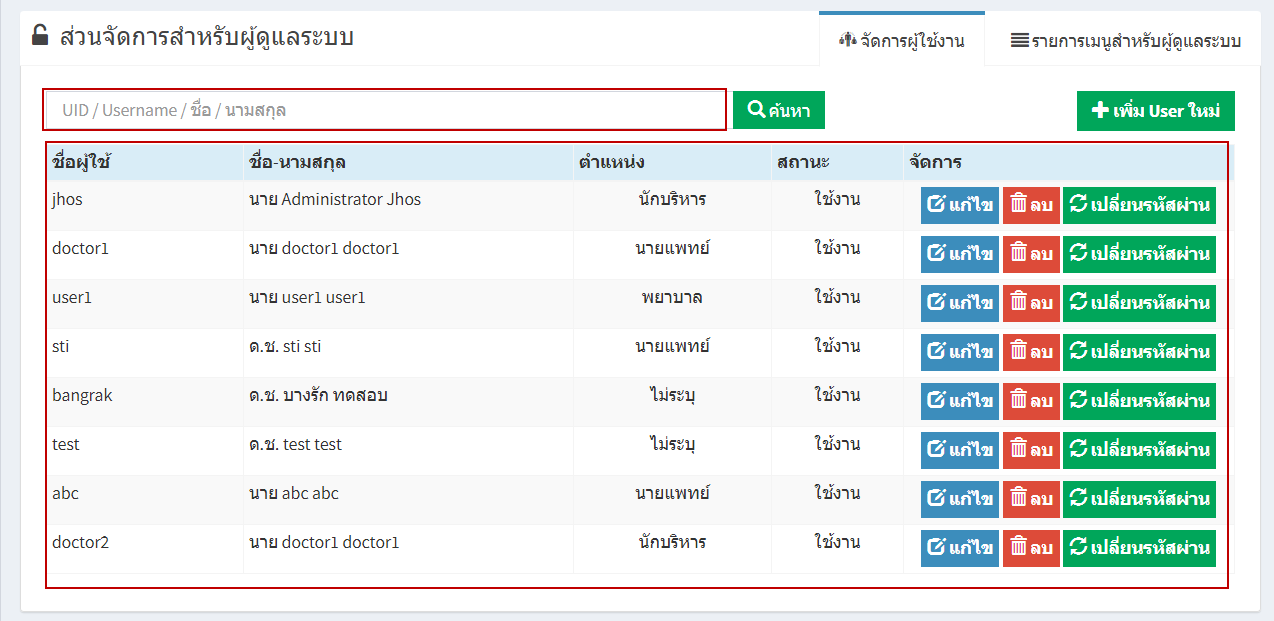 ส่วนจัดการสำหรับผู้ดูแลระบบ
จัดการผู้ใช้งาน
รายการเมนูสำหรับผู้ดูแลระบบ
UID / Username / ชื่อ / นามสกุล
ค้นหา
เพิ่ม User ใหม่
ชื่อผู้ใช้ ชื่อ-นามสกุล ตำแหน่ง สถานะ จัดการ
jhos นาย Administrator Jhos นักบริหาร ใช้งาน แก้ไข ลบ เปลี่ยนรหัสผ่าน
doctor1 นาย doctor1 doctor1 นายแพทย์ ใช้งาน แก้ไข ลบ เปลี่ยนรหัสผ่าน
user1 นาย user1 user1 พยาบาล ใช้งาน แก้ไข ลบ เปลี่ยนรหัสผ่าน
sti ด.ช. sti sti นายแพทย์ ใช้งาน แก้ไข ลบ เปลี่ยนรหัสผ่าน
bangrak ด.ช. บางรัก ทดสอบ ไม่ระบุ ใช้งาน แก้ไข ลบ เปลี่ยนรหัสผ่าน
test ด.ช. test test ไม่ระบุ ใช้งาน แก้ไข ลบ เปลี่ยนรหัสผ่าน
abc นาย abc abc นายแพทย์ ใช้งาน แก้ไข ลบ เปลี่ยนรหัสผ่าน
doctor2 นาย doctor1 doctor1 นักบริหาร ใช้งาน แก้ไข ลบ เปลี่ยนรหัสผ่าน